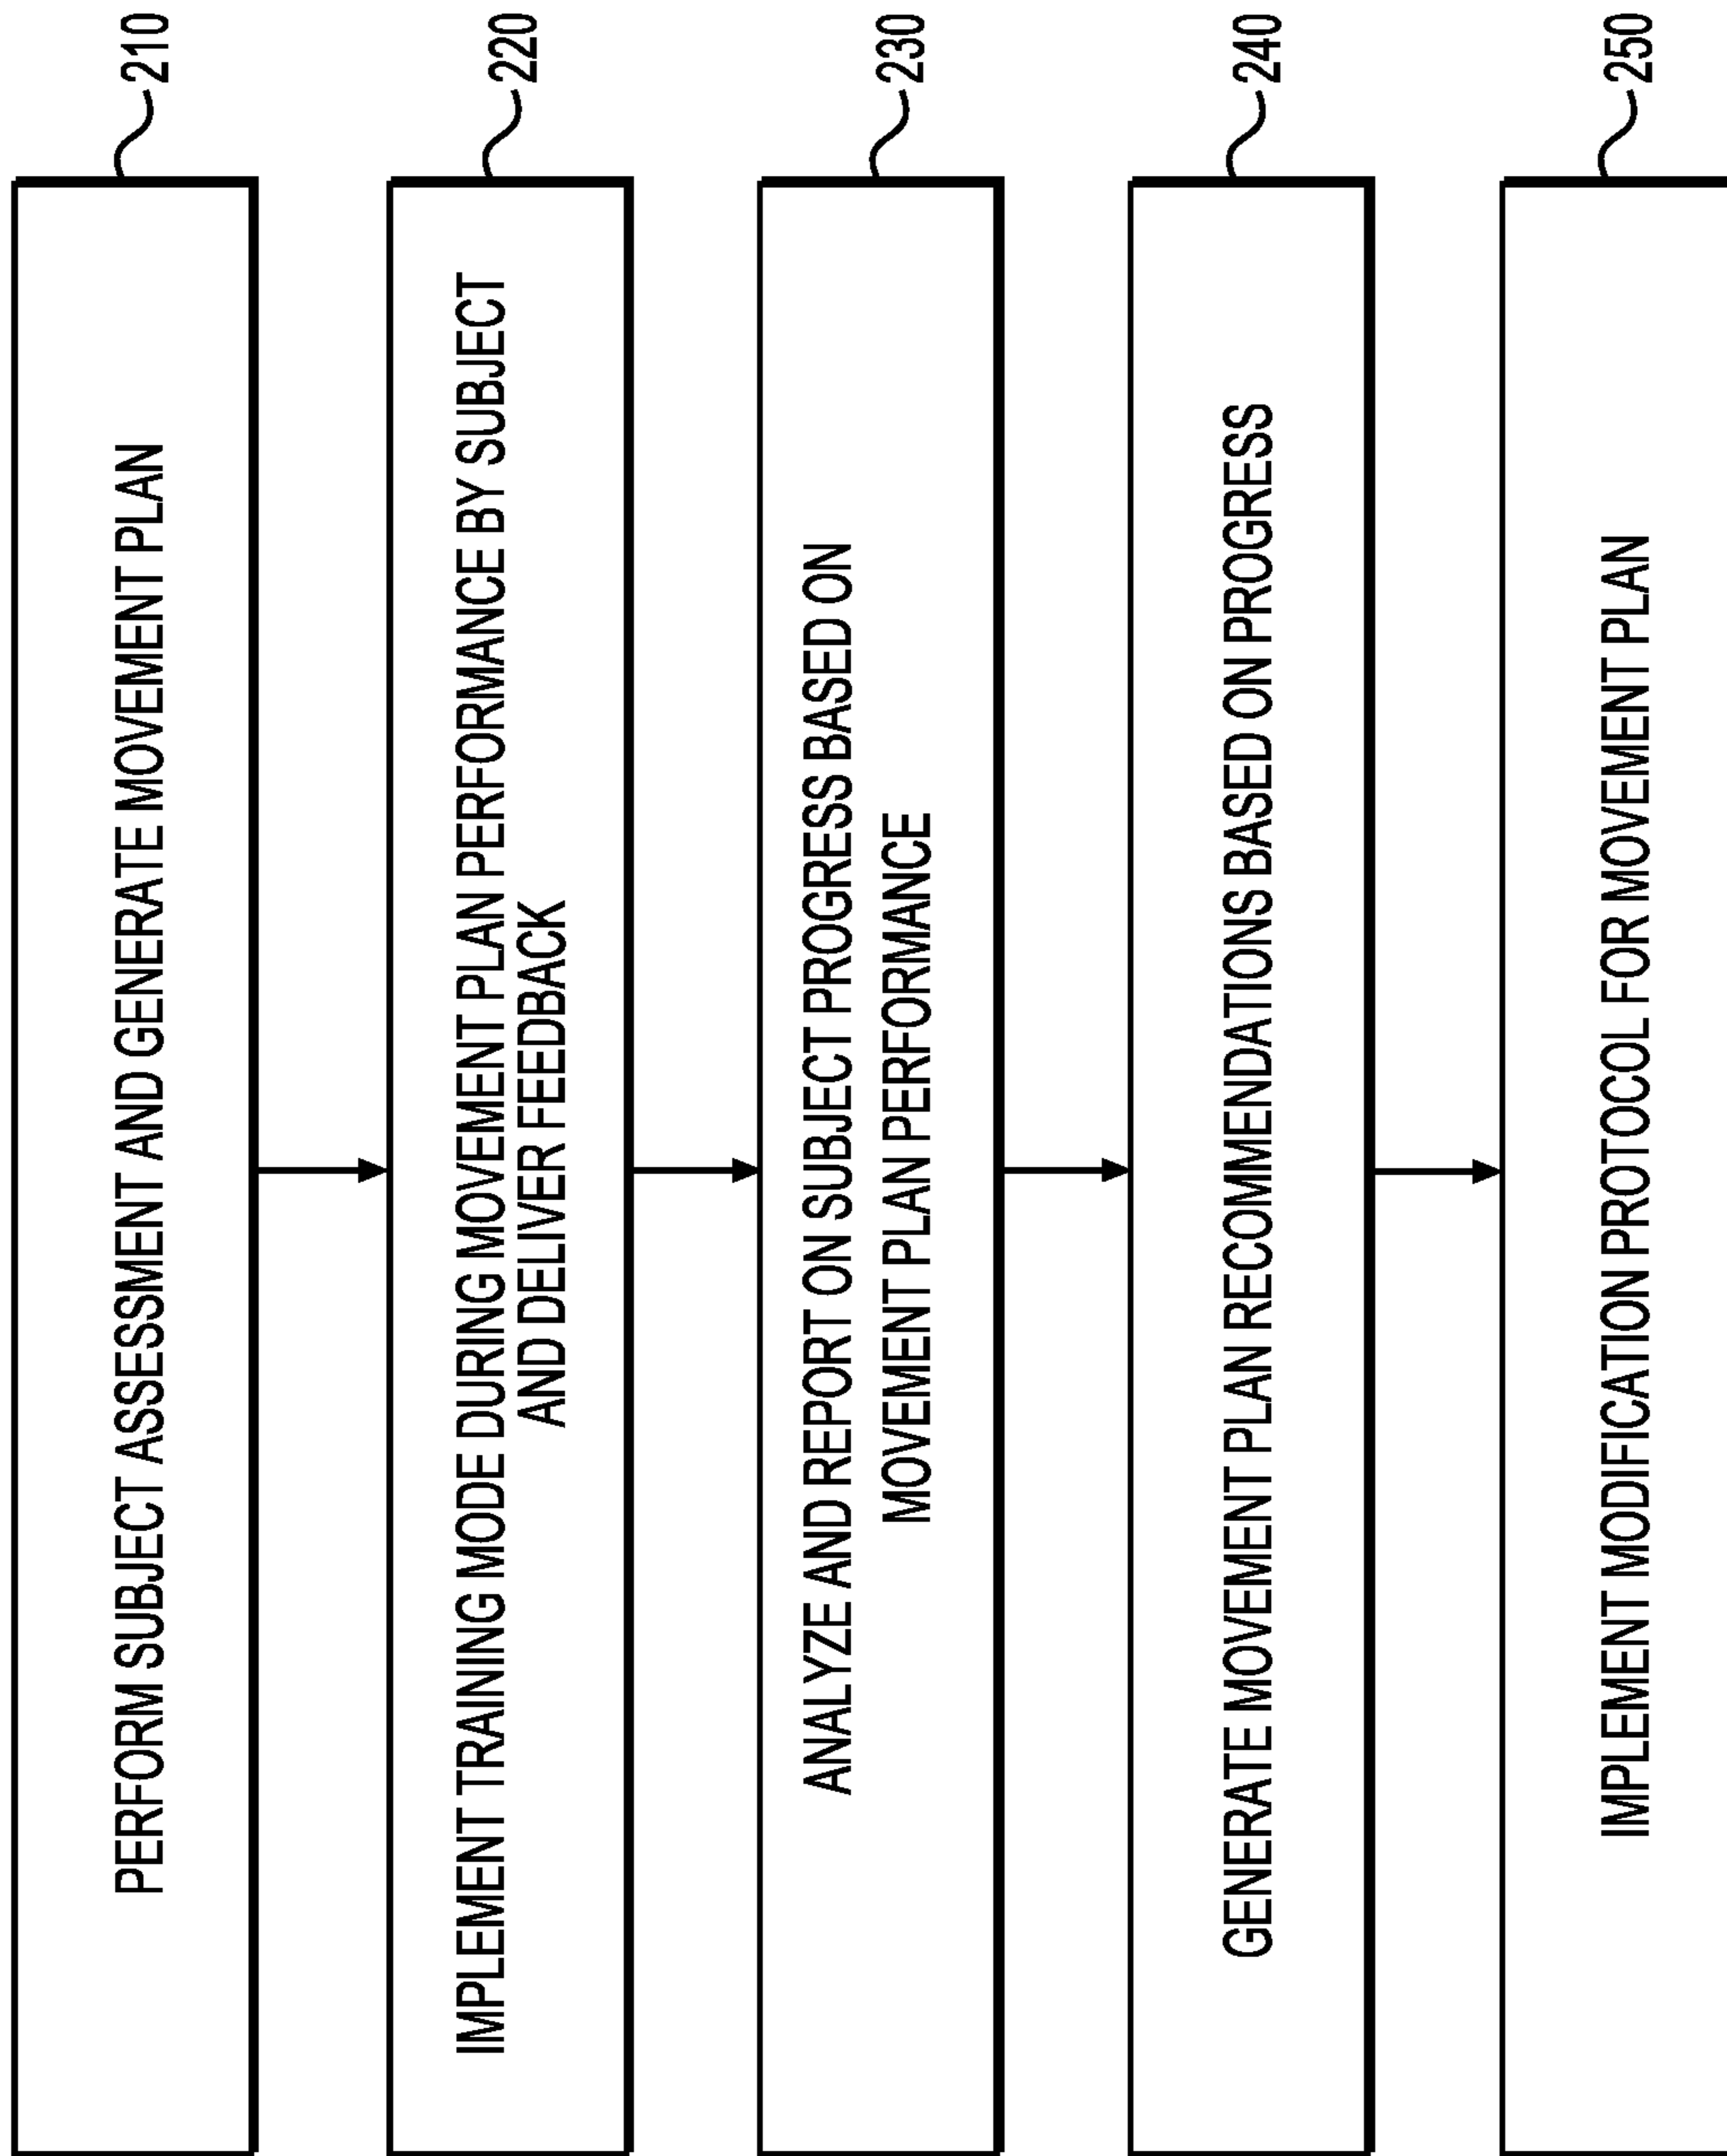 PERFORM SUBJECT ASSESSMENT AND GENERATE MOVEMENT PLAN
210
IMPLEMENT TRAINING MODE DURING MOVEMENT PLAN PERFORMANCE BY SUBJECT
AND DELIVER FEEDBACK
220
ANALYZE AND REPORT ON SUBJECT PROGRESS BASED ON
MOVEMENT PLAN PERFORMANCE
230
GENERATE MOVEMENT PLAN RECOMMENDATIONS BASED ON PROGRESS
240
IMPLEMENT MODIFICATION PROTOCOL FOR MOVEMENT PLAN
250